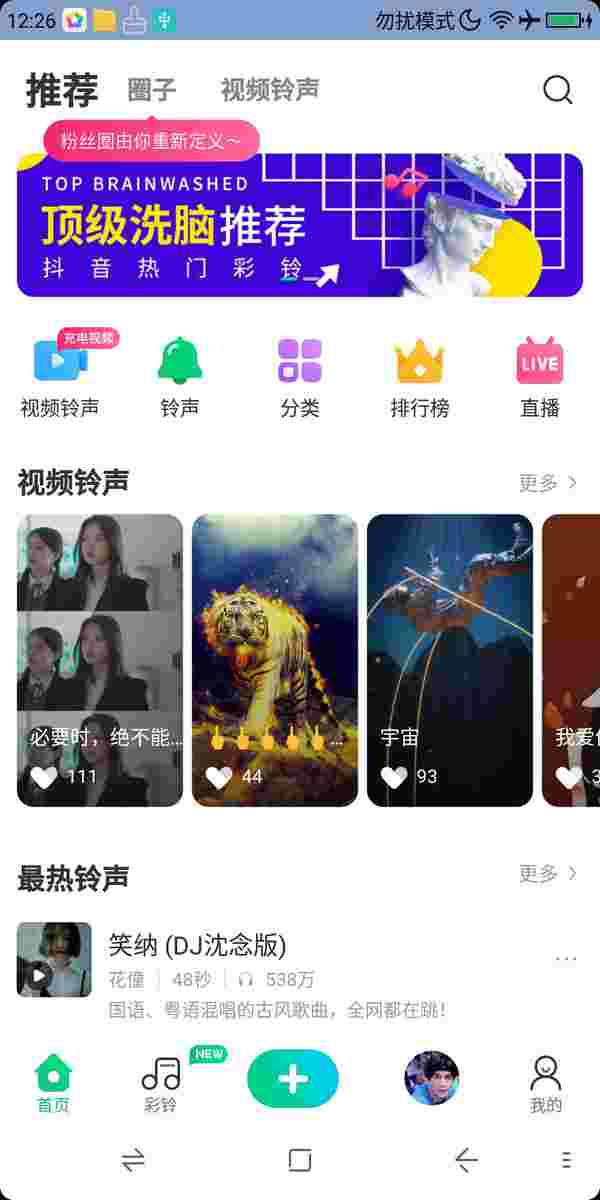 12:26 勿扰模式
推荐 圈子 视频铃声
粉丝圈由你重新定义～
TOP BRAINWASHED
顶级洗脑推荐
抖音热门彩铃
充电视频
LIVE
视频铃声 铃声 分类 排行榜 直播
视频铃声 更多
必要时，绝不能... ... 宇宙 我爱
111 44 93 3
最热铃声 更多
笑纳 (DJ沈念版)
花僮 48秒 538万
国语、粤语混唱的古风歌曲，全网都在跳！
NEW
首页 彩铃 我的